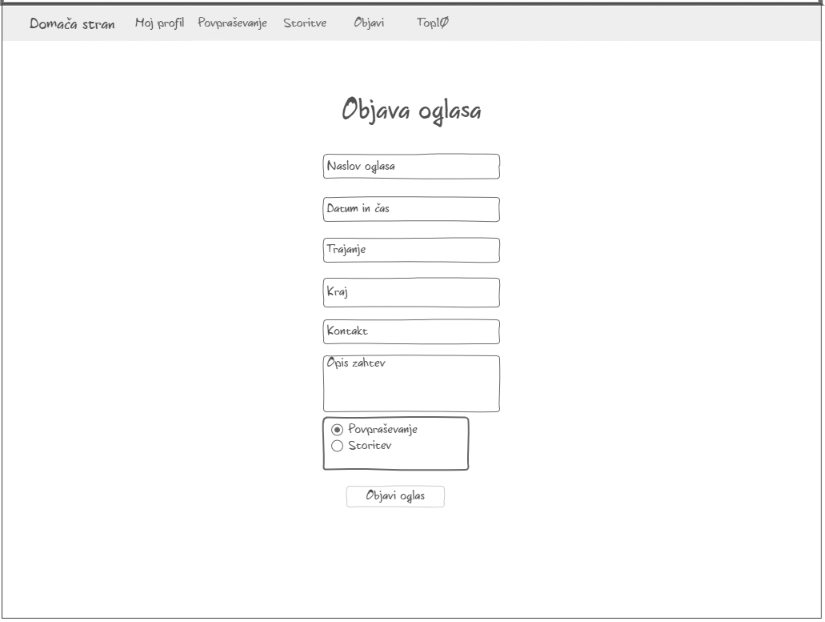 Domača stran Moj profil Povpraševanje Storitve Objavi Top10
Objava oglasa
Naslov oglasa
Datum in čas
Trajanje
Kraj
Kontakt
Opis zahtev
Povpraševanje
Storitev
Objavi oglas